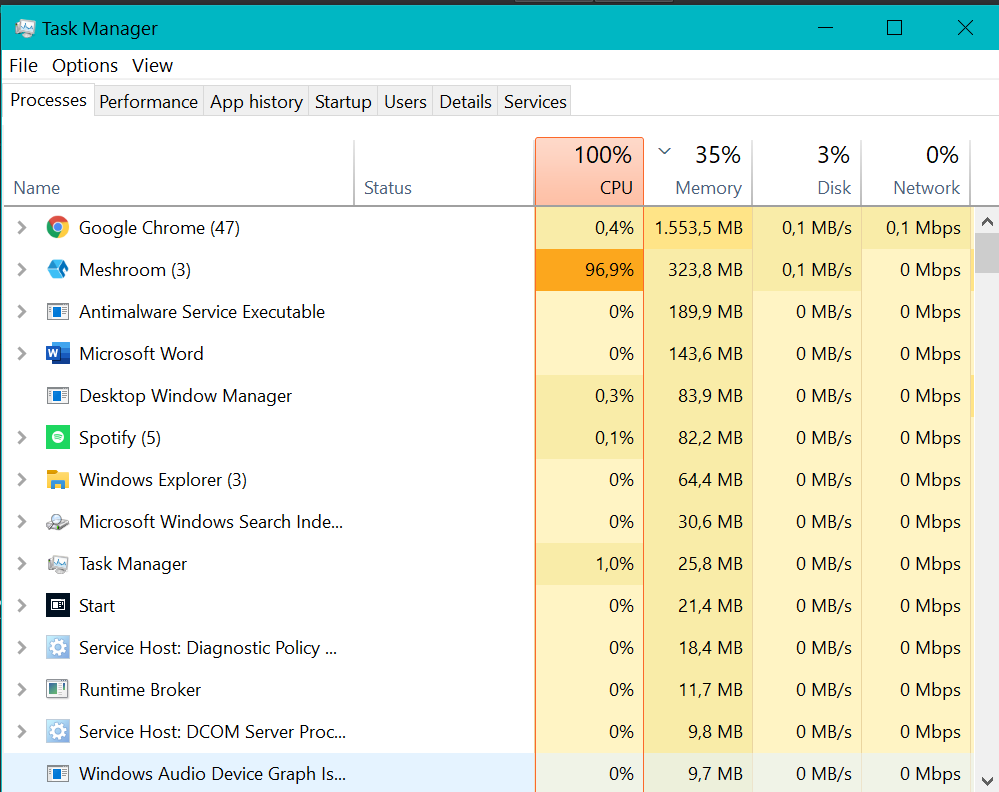 Task Manager
File Options View
Processes Performance App history Startup Users Details Services
100% 35% 3% 0%
Name Status CPU Memory Disk Network
Google Chrome (47) 0,4% 1.553,5 MB 0,1 MB/s 0,1 Mbps
Meshroom (3) 96,9% 323,8 MB 0,1 MB/s 0 Mbps
Antimalware Service Executable 0% 189,9 MB 0 MB/s 0 Mbps
Microsoft Word 0% 143,6 MB 0 MB/s 0 Mbps
Desktop Window Manager 0,3% 83,9 MB 0 MB/s 0 Mbps
Spotify (5) 0,1% 82,2 MB 0 MB/s 0 Mbps
Windows Explorer (3) 0% 64,4 MB 0 MB/s 0 Mbps
Microsoft Windows Search Inde... 0% 30,6 MB 0 MB/s 0 Mbps
Task Manager 1,0% 25,8 MB 0 MB/s 0 Mbps
Start 0% 21,4 MB 0 MB/s 0 Mbps
Service Host: Diagnostic Policy ... 0% 18,4 MB 0 MB/s 0 Mbps
Runtime Broker 0% 11,7 MB 0 MB/s 0 Mbps
Service Host: DCOM Server Proc... 0% 9,8 MB 0 MB/s 0 Mbps
Windows Audio Device Graph Is... 0% 9,7 MB 0 MB/s 0 Mbps